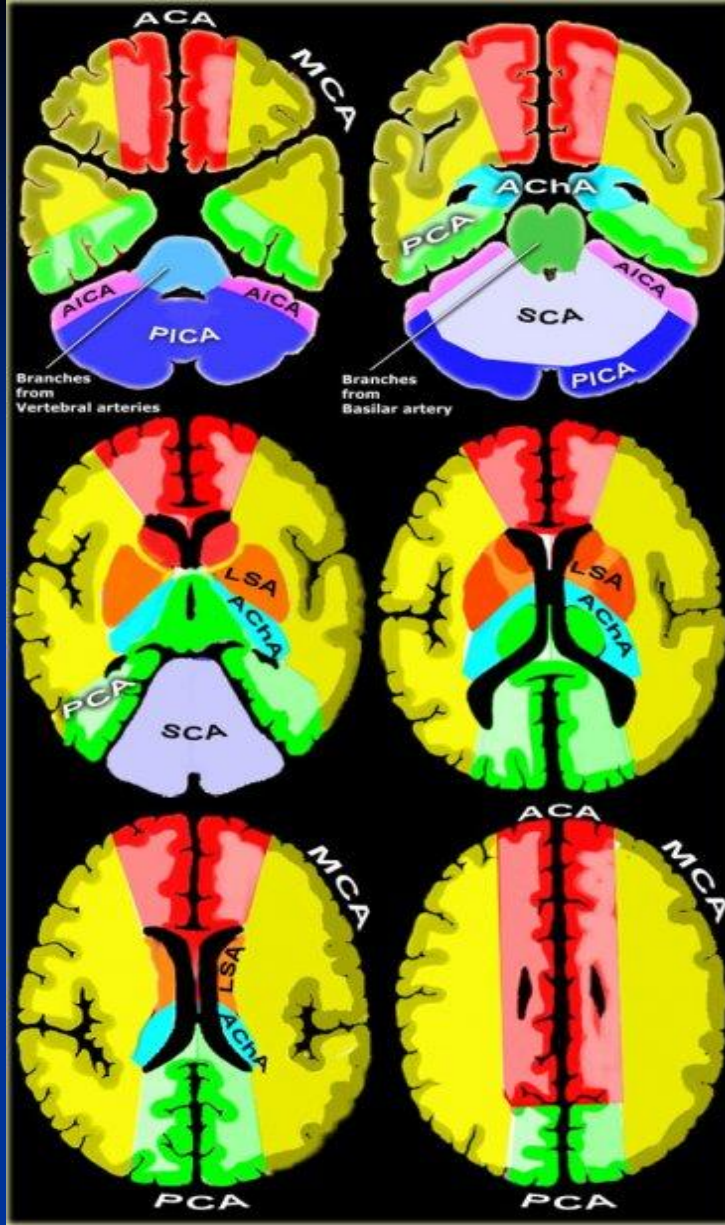 ACA
MCA
AChA
PCA
AICA
AICA
AICA
SCA
PICA
PICA
Branches
from
Vertebral arteries
Branches
from
Basilar artery
LSA
AChA
PCA
SCA
LSA
AChA
ACA
MCA
MCA
LSA
AChA
PCA
PCA